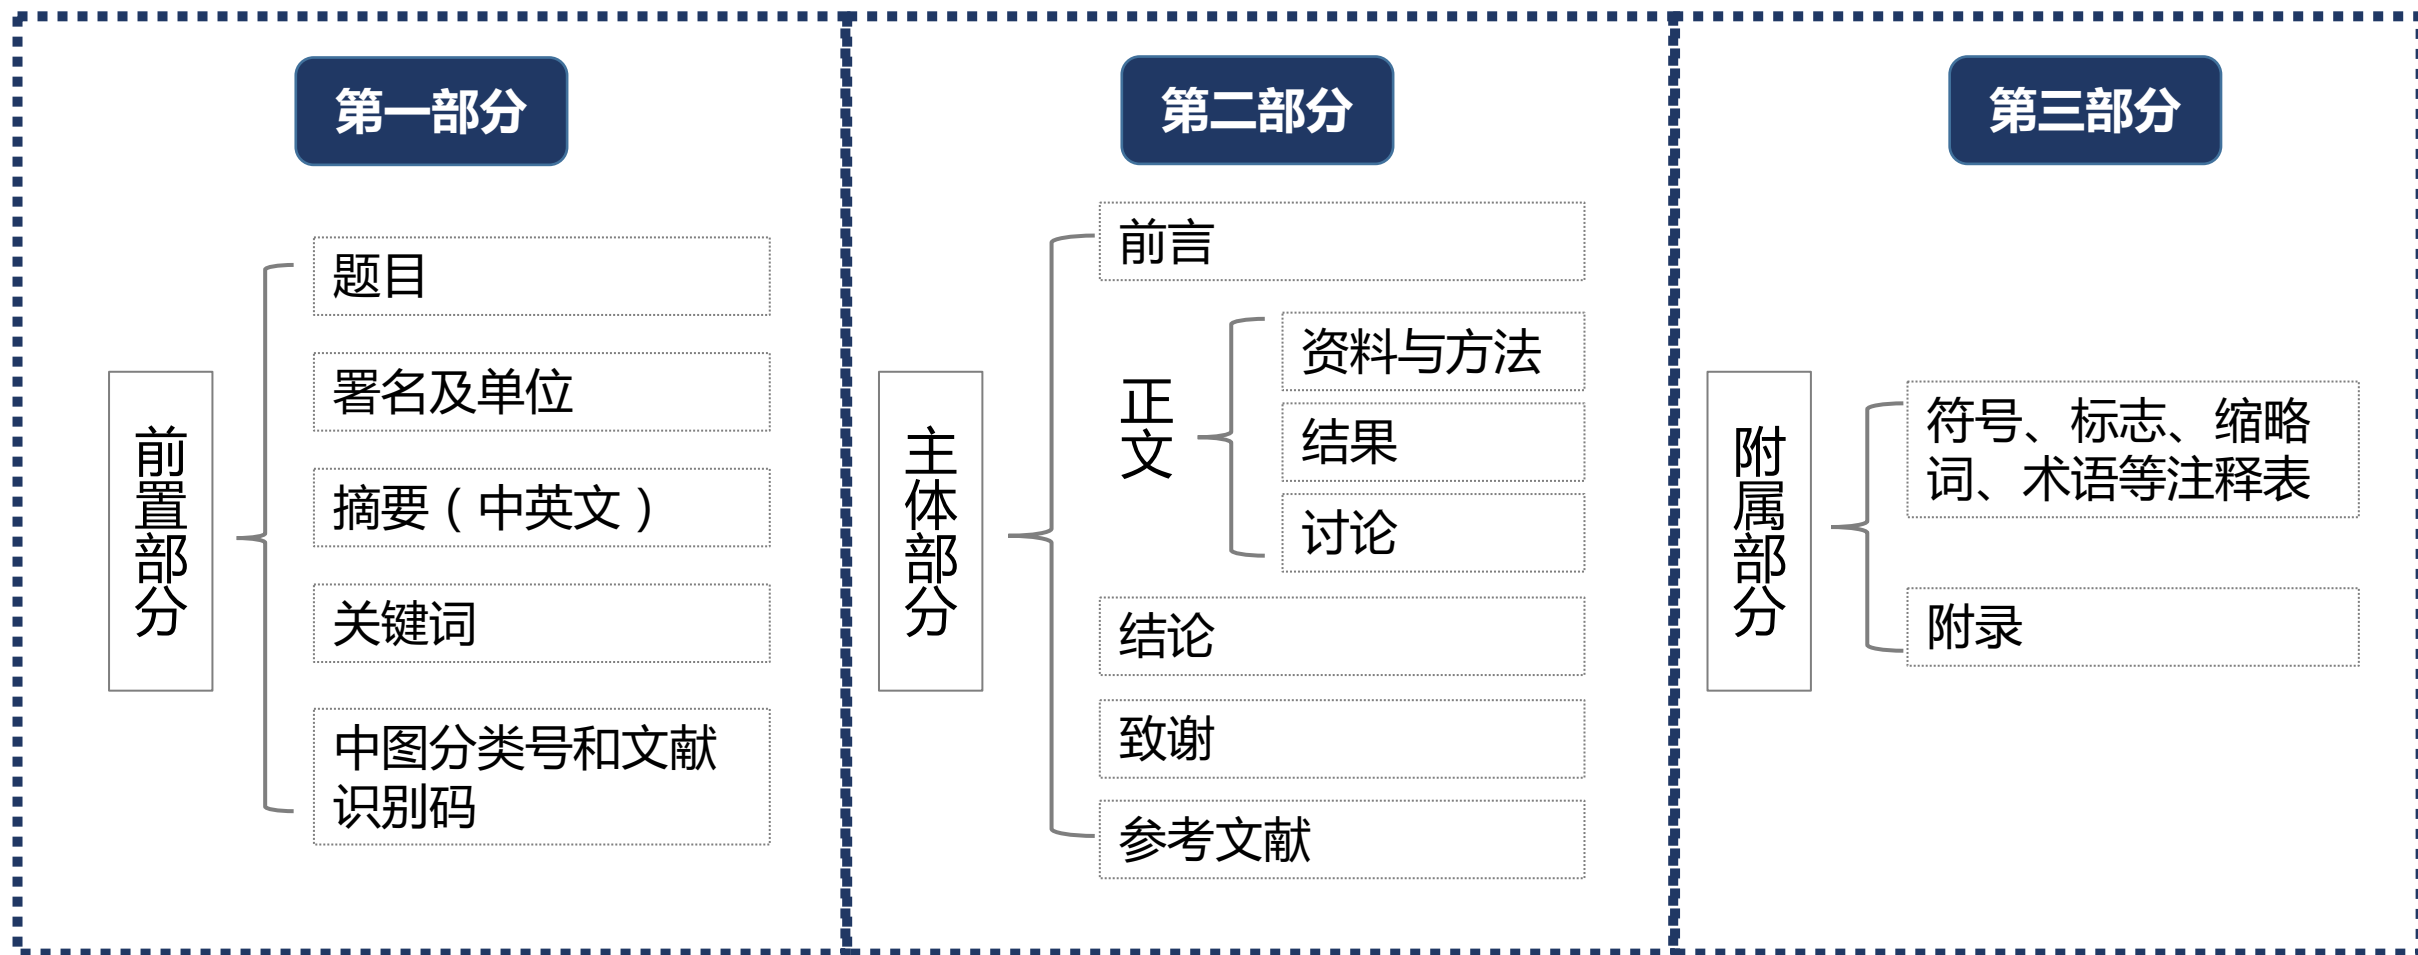 第一部分
前置部分
题目
署名及单位
摘要（中英文）
关键词
中图分类号和文献
识别码
第二部分
主体部分
前言
正文
资料与方法
结果
讨论
结论
致谢
参考文献
第三部分
附属部分
符号、标志、缩略
词、术语等注释表
附录